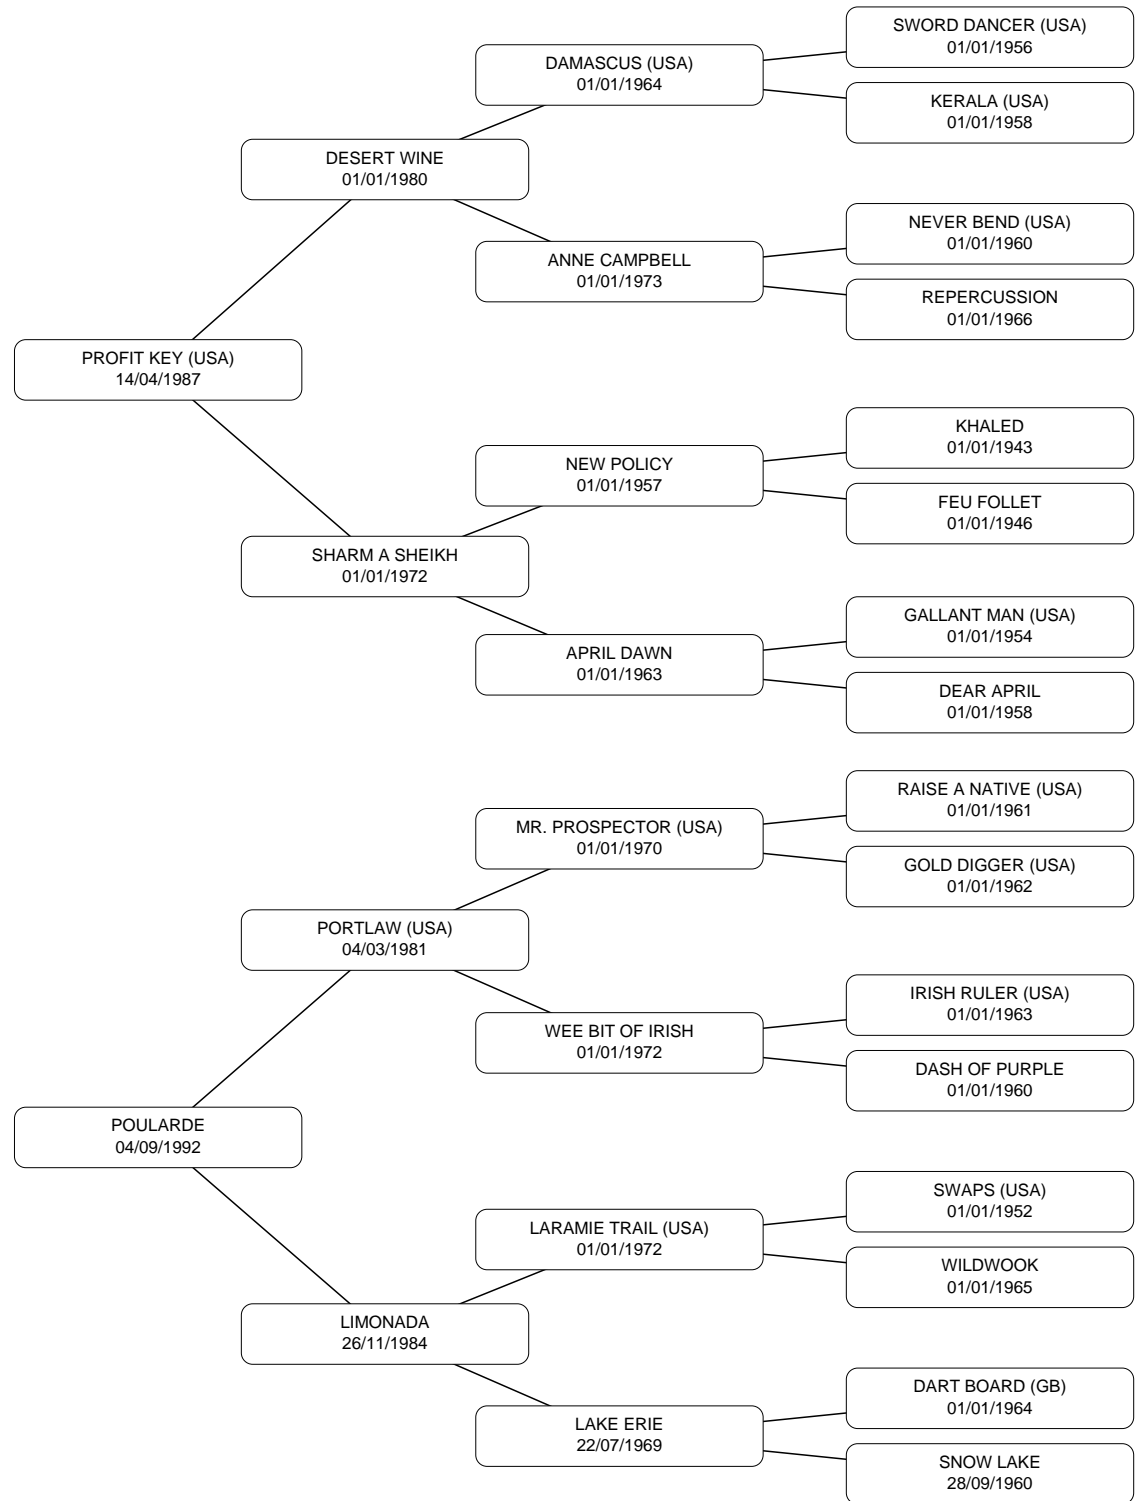 SWORD DANCER (USA)
01/01/1956
DAMASCUS (USA)
01/01/1964
KERALA (USA)
01/01/1958
DESERT WINE
01/01/1980
NEVER BEND (USA)
01/01/1960
ANNE CAMPBELL
01/01/1973
REPERCUSSION
01/01/1966
PROFIT KEY (USA)
14/04/1987
KHALED
01/01/1943
NEW POLICY
01/01/1957
FEU FOLLET
01/01/1946
SHARM A SHEIKH
01/01/1972
GALLANT MAN (USA)
01/01/1954
APRIL DAWN
01/01/1963
DEAR APRIL
01/01/1958
RAISE A NATIVE (USA)
01/01/1961
MR. PROSPECTOR (USA)
01/01/1970
GOLD DIGGER (USA)
01/01/1962
PORTLAW (USA)
04/03/1981
IRISH RULER (USA)
01/01/1963
WEE BIT OF IRISH
01/01/1972
DASH OF PURPLE
01/01/1960
POULARDE
04/09/1992
SWAPS (USA)
01/01/1952
LARAMIE TRAIL (USA)
01/01/1972
WILDWOOK
01/01/1965
LIMONADA
26/11/1984
DART BOARD (GB)
01/01/1964
LAKE ERIE
22/07/1969
SNOW LAKE
28/09/1960